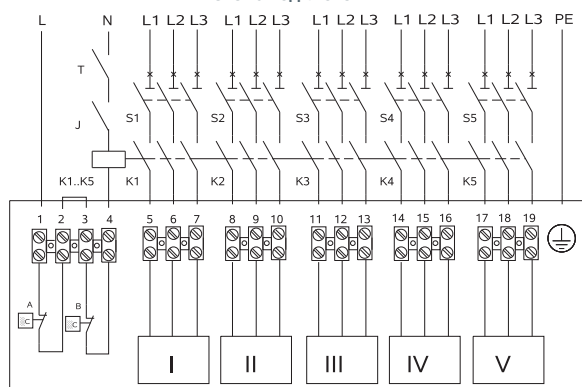 L N L1 L2 L3 L1 L2 L3 L1 L2 L3 L1 L2 L3 L1 L2 L3 PE
T
S1 S2 S3 S4 S5
J
K1..K5 K1 K2 K3 K4 K5
1 2 3 4 5 6 7 8 9 10 11 12 13 14 15 16 17 18 19
A B
C C
I II III IV V